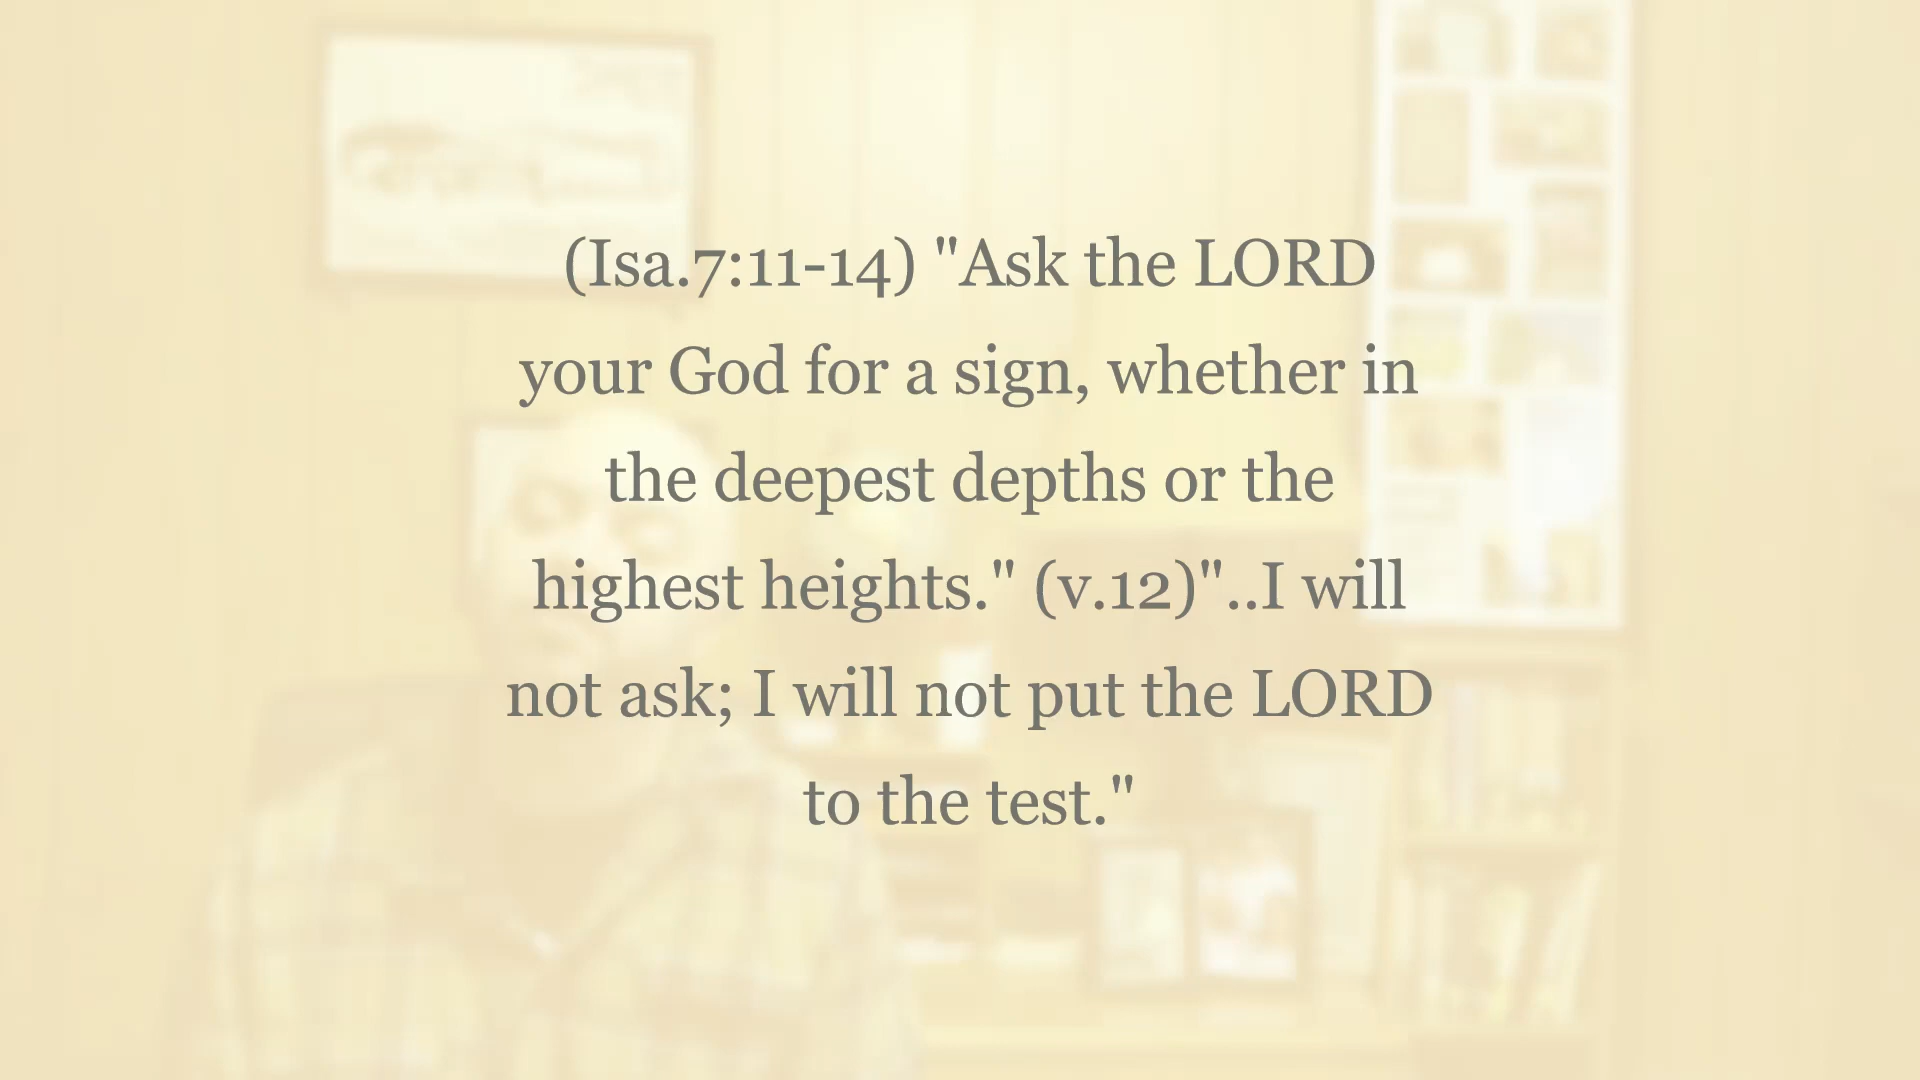 (Isa.7:11-14) "Ask the LORD
your God for a sign, whether in
the deepest depths or the
highest heights." (v.12)"..I will
not ask; I will not put the LORD
to the test."